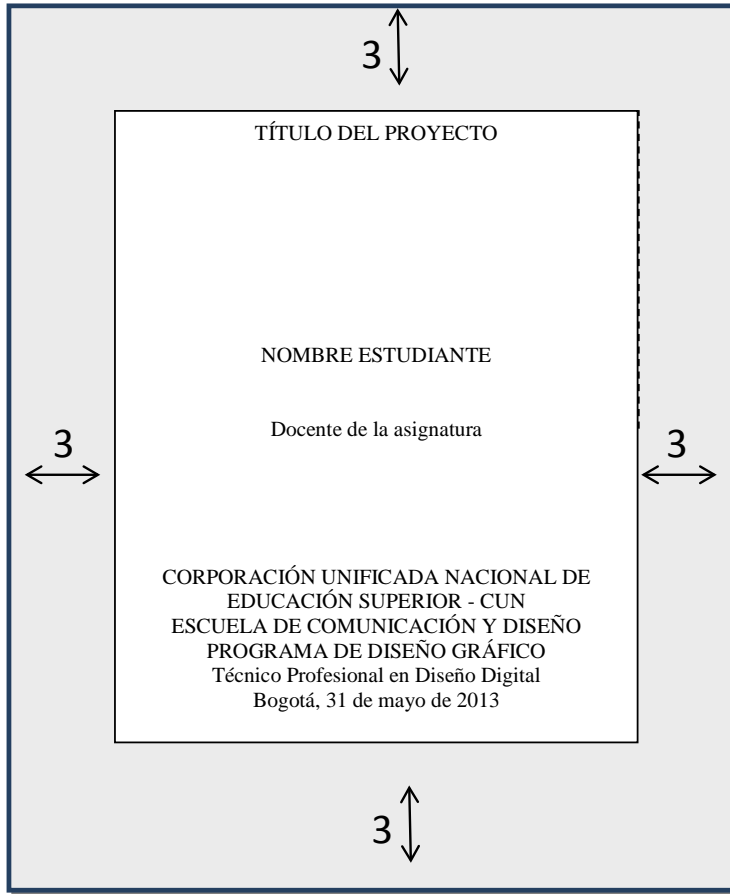 3
TÍTULO DEL PROYECTO
NOMBRE ESTUDIANTE
Docente de la asignatura
3
3
CORPORACIÓN UNIFICADA NACIONAL DE
EDUCACIÓN SUPERIOR - CUN
ESCUELA DE COMUNICACIÓN Y DISEÑO
PROGRAMA DE DISEÑO GRÁFICO
Técnico Profesional en Diseño Digital
Bogotá, 31 de mayo de 2013
3